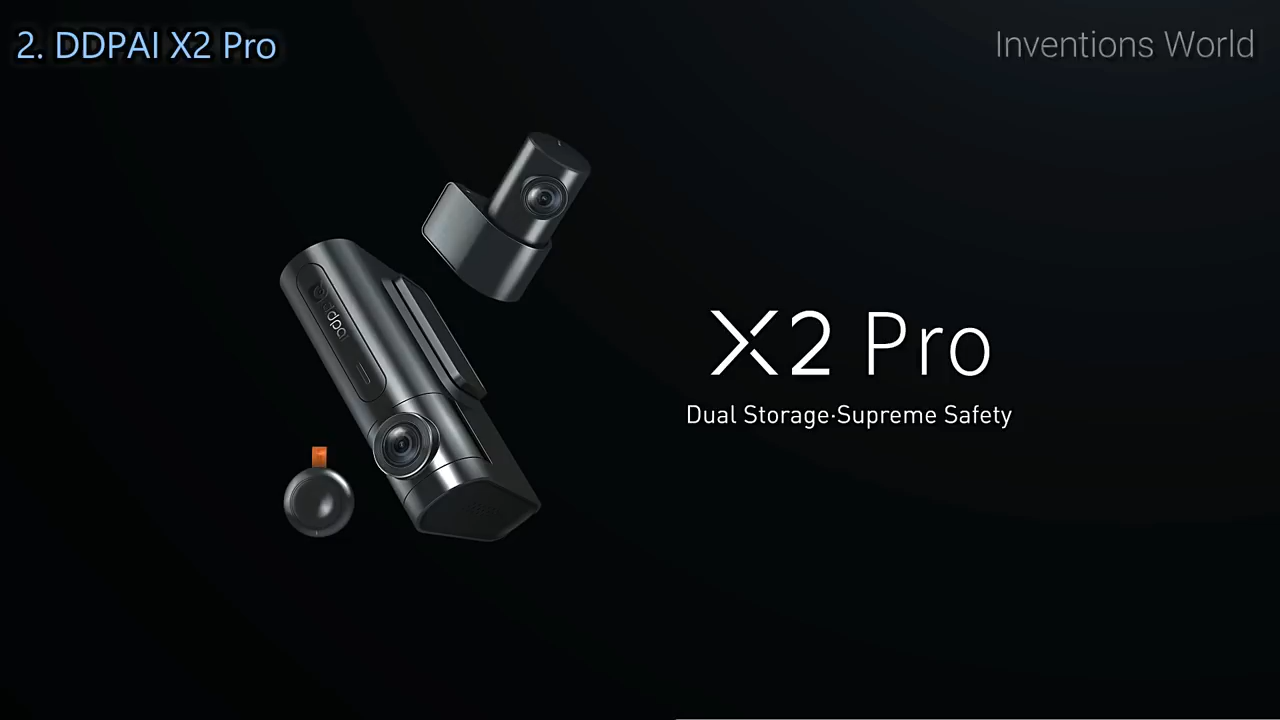 2. DDPAI X2 Pro
Inventions World
ddpai
X2 Pro
Dual Storage·Supreme Safety